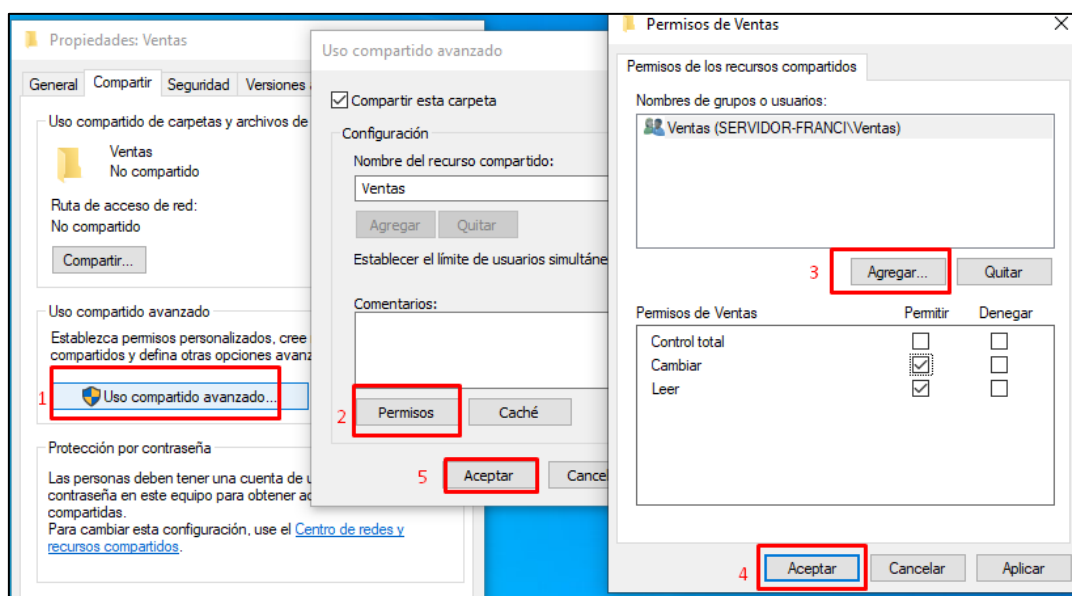 Propiedades: Ventas
General Compartir Seguridad Versiones
Uso compartido de carpetas y archivos de
Ventas
No compartido
Ruta de acceso de red:
No compartido
Compartir...
Uso compartido avanzado
Establezca permisos personalizados, cree
compartidos y defina otras opciones
1 Uso compartido avanzado...
Protección por contraseña
Las personas deben tener una cuenta de
contraseña en este equipo para obtener
compartidas.
Para cambiar esta configuración, use el Centro de redes y
recursos compartidos.
Uso compartido avanzado
Compartir esta carpeta
Configuración
Nombre del recurso compartido:
Ventas
Agregar Quitar
Establecer el límite de usuarios
Comentarios:
2 Permisos Caché
5 Aceptar
Permisos de Ventas
Permisos de los recursos compartidos
Nombres de grupos o usuarios:
Ventas (SERVIDOR-FRANCI\Ventas)
3 Agregar... Quitar
Permisos de Ventas Permitir Denegar
Control total
Cambiar
Leer
4 Aceptar Cancelar Aplicar